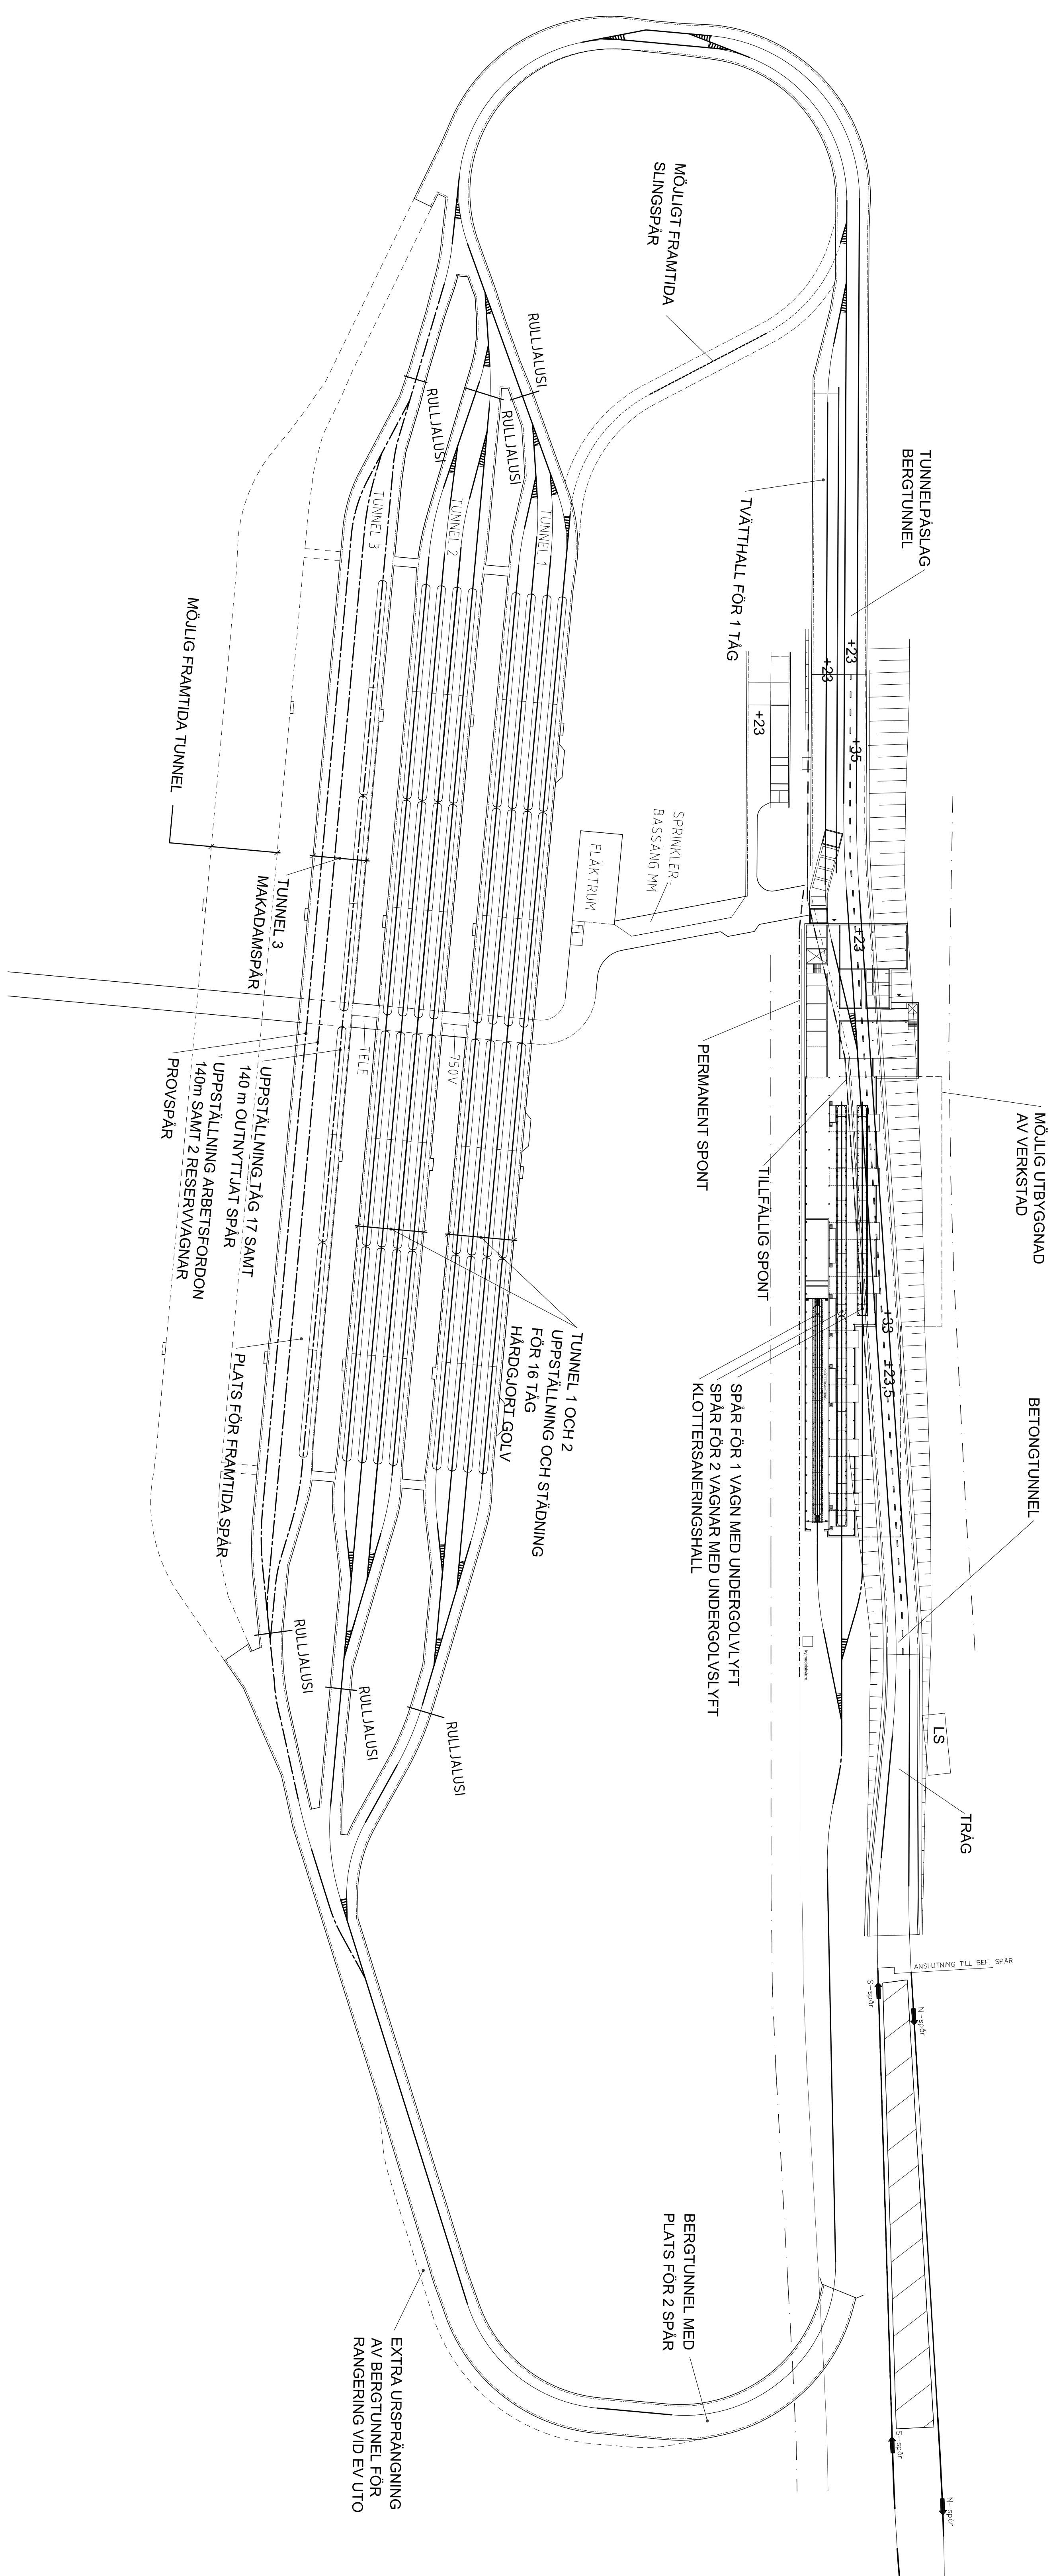 MÖJLIGT FRAMTIDA
SLINGSPÅR
TUNNELPÅSLAG
BERGTUNNEL
TVÄTTHALL FÖR 1 TÅG
RULLJALUSI
RULLJALUSI
RULLJALUSI
TUNNEL 1
TUNNEL 2
TUNNEL 3
+23
+23
+35
+23
+23
MÖJLIG FRAMTIDA TUNNEL
SPRINKLER-
BASSÄNG MM
FLÄKTRUM
EL
TUNNEL 3
MAKADAMSPÅR
750V
TELE
PERMANENT SPONT
TILLFÄLLIG SPONT
MÖJLIG UTBYGGNAD
AV VERKSTAD
UPPSTÄLLNING TÅG 17 SAMT
140 m OUTNYTTJAT SPÅR
UPPSTÄLLNING ARBETSFORDON
140m SAMT 2 RESERVVAGNAR
PROVSPÅR
PLATS FÖR FRAMTIDA SPÅR
TUNNEL 1 OCH 2
UPPSTÄLLNING OCH STÄDNING
FÖR 16 TÅG
HÅRDGJORT GOLV
+33
+23,5
SPÅR FÖR 1 VAGN MED UNDERGOLVLYFT
SPÅR FÖR 2 VAGNAR MED UNDERGOLVSLYFT
KLOTTERSANERINGSHALL
BETONGTUNNEL
RULLJALUSI
RULLJALUSI
RULLJALUSI
LS
TRÅG
ANSLUTNING TILL BEF. SPÅR
S-spår
N-spår
BERGTUNNEL MED
PLATS FÖR 2 SPÅR
EXTRA URSPRÄNGNING
AV BERGTUNNEL FÖR
RANGERING VID EV UTO
S-spår
N-spår